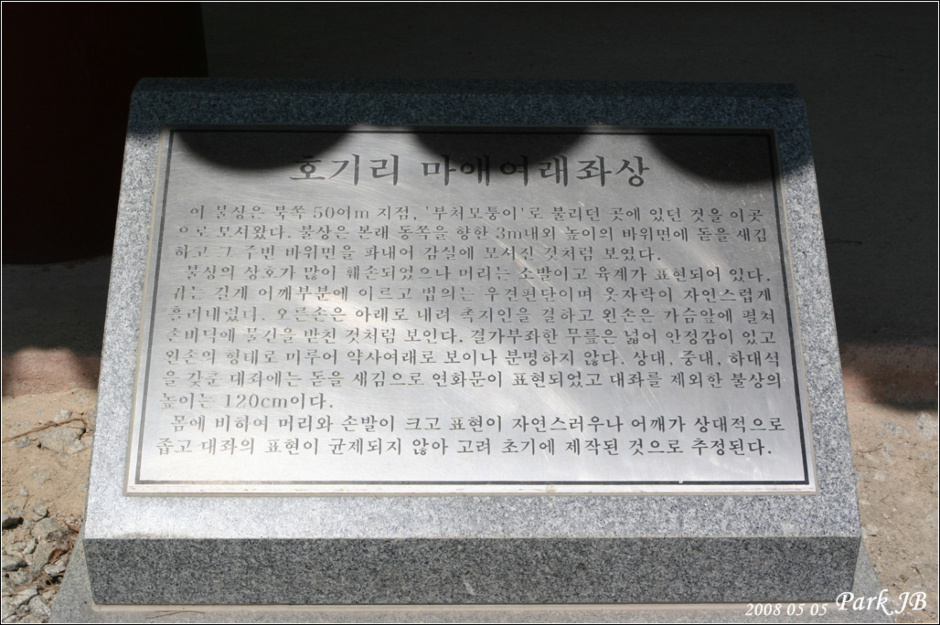 호기리 마애여래좌상
이 불상은 북쪽 50여m 지점, '부처모퉁이'로 불리던 곳에 있던 것을 이곳
으로 모셔왔다. 불상은 본래 동쪽을 향한 3m내외 높이의 바위면에 돋을 새김
하고 그 주변 바위면을 파내어 감실에 모셔진 것처럼 보였다.
불상의 상호가 많이 훼손되었으나 머리는 소발이고 육계가 표현되어 있다.
귀는 길게 어깨부분에 이르고 법의는 우견편단이며 옷자락이 자연스럽게
흘러내렸다. 오른손은 아래로 내려 촉지인을 결하고 왼손은 가슴앞에 펼쳐
손바닥에 물건을 받친 것처럼 보인다. 결가부좌한 무릎은 넓어 안정감이 있고
왼손의 형태로 미루어 약사여래로 보이나 분명하지 않다. 상대, 중대, 하대석
을 갖춘 대좌에는 돋을 새김으로 연화문이 표현되었고 대좌를 제외한 불상의
높이는 120cm이다.
몸에 비하여 머리와 손발이 크고 표현이 자연스러우나 어깨가 상대적으로
좁고 대좌의 표현이 균제되지 않아 고려 초기에 제작된 것으로 추정된다.
2008 05 05 Park JB